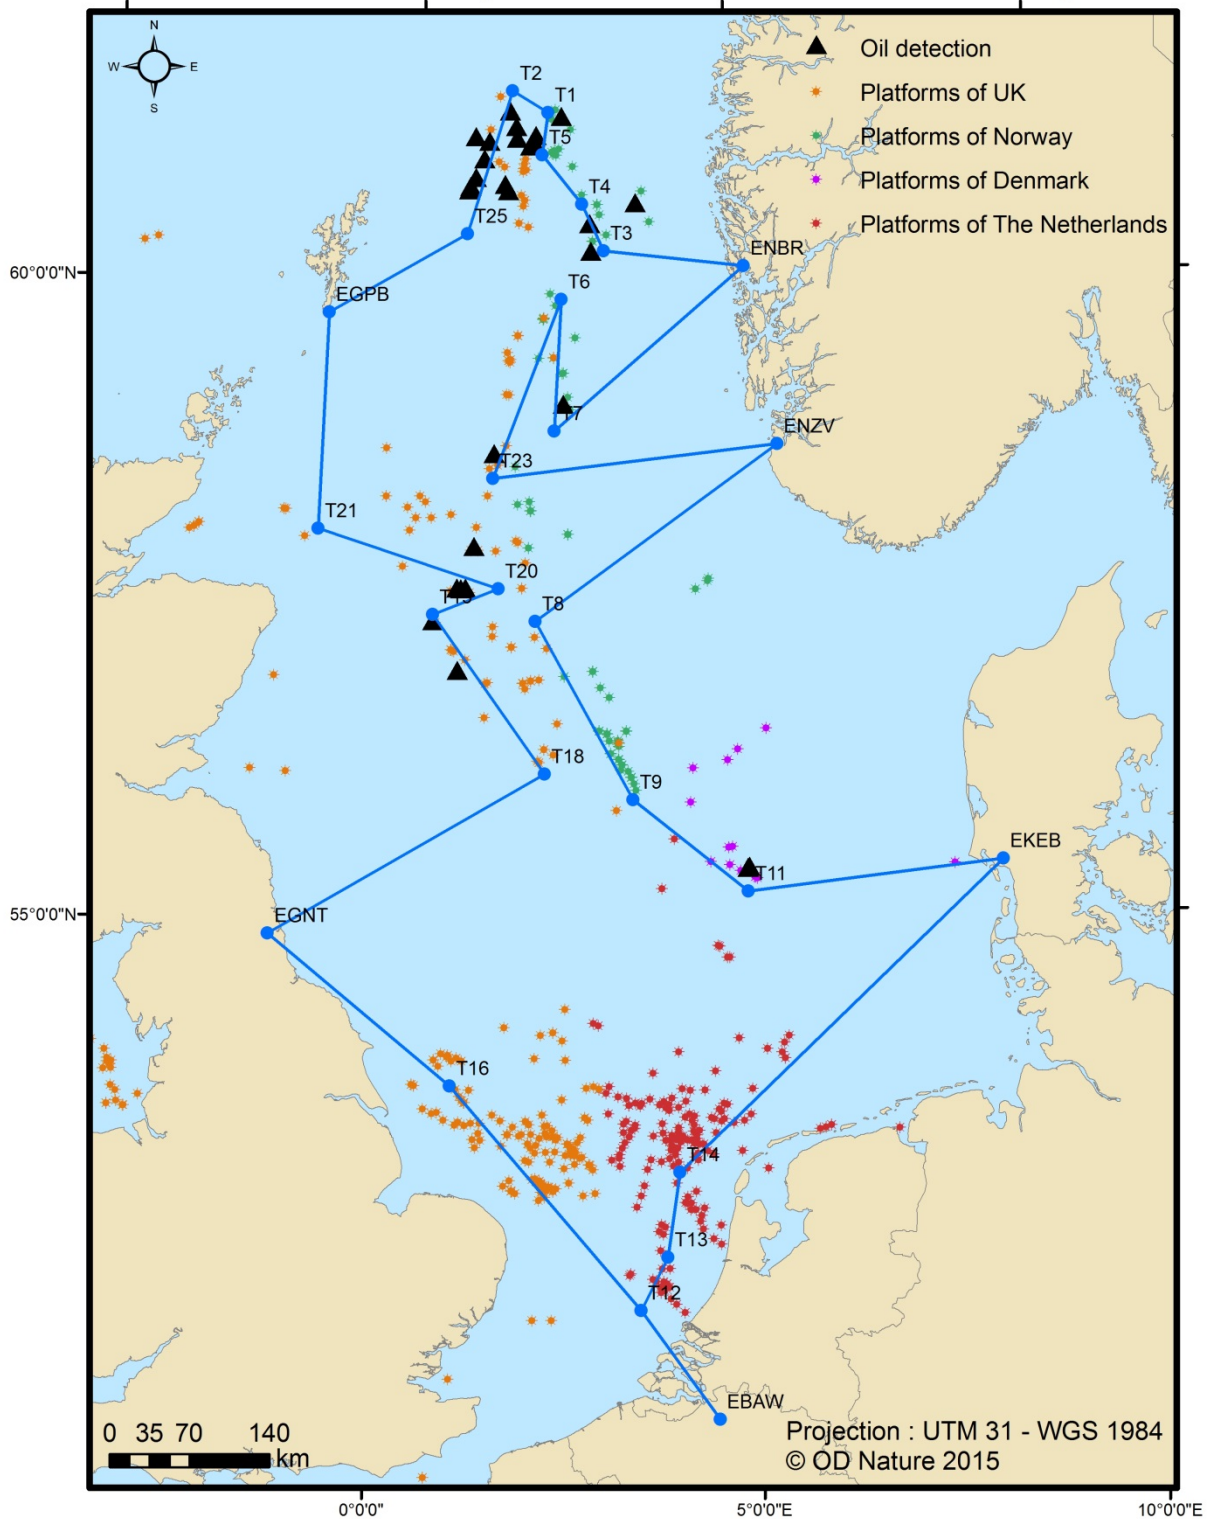 N
W E
S
Oil detection
Platforms of UK
Platforms of Norway
Platforms of Denmark
Platforms of The Netherlands
T2
T1
T5
T4
T25
T3
ENBR
60°0'0"N
T6
EGPB
T7
ENZV
T23
T21
T20
T19
T8
T18
T9
EKEB
T11
55°0'0"N
EGNT
T16
T14
T13
T12
EBAW
0 35 70 140
km
Projection : UTM 31 - WGS 1984
© OD Nature 2015
0°0'0"
5°0'0"E
10°0'0"E